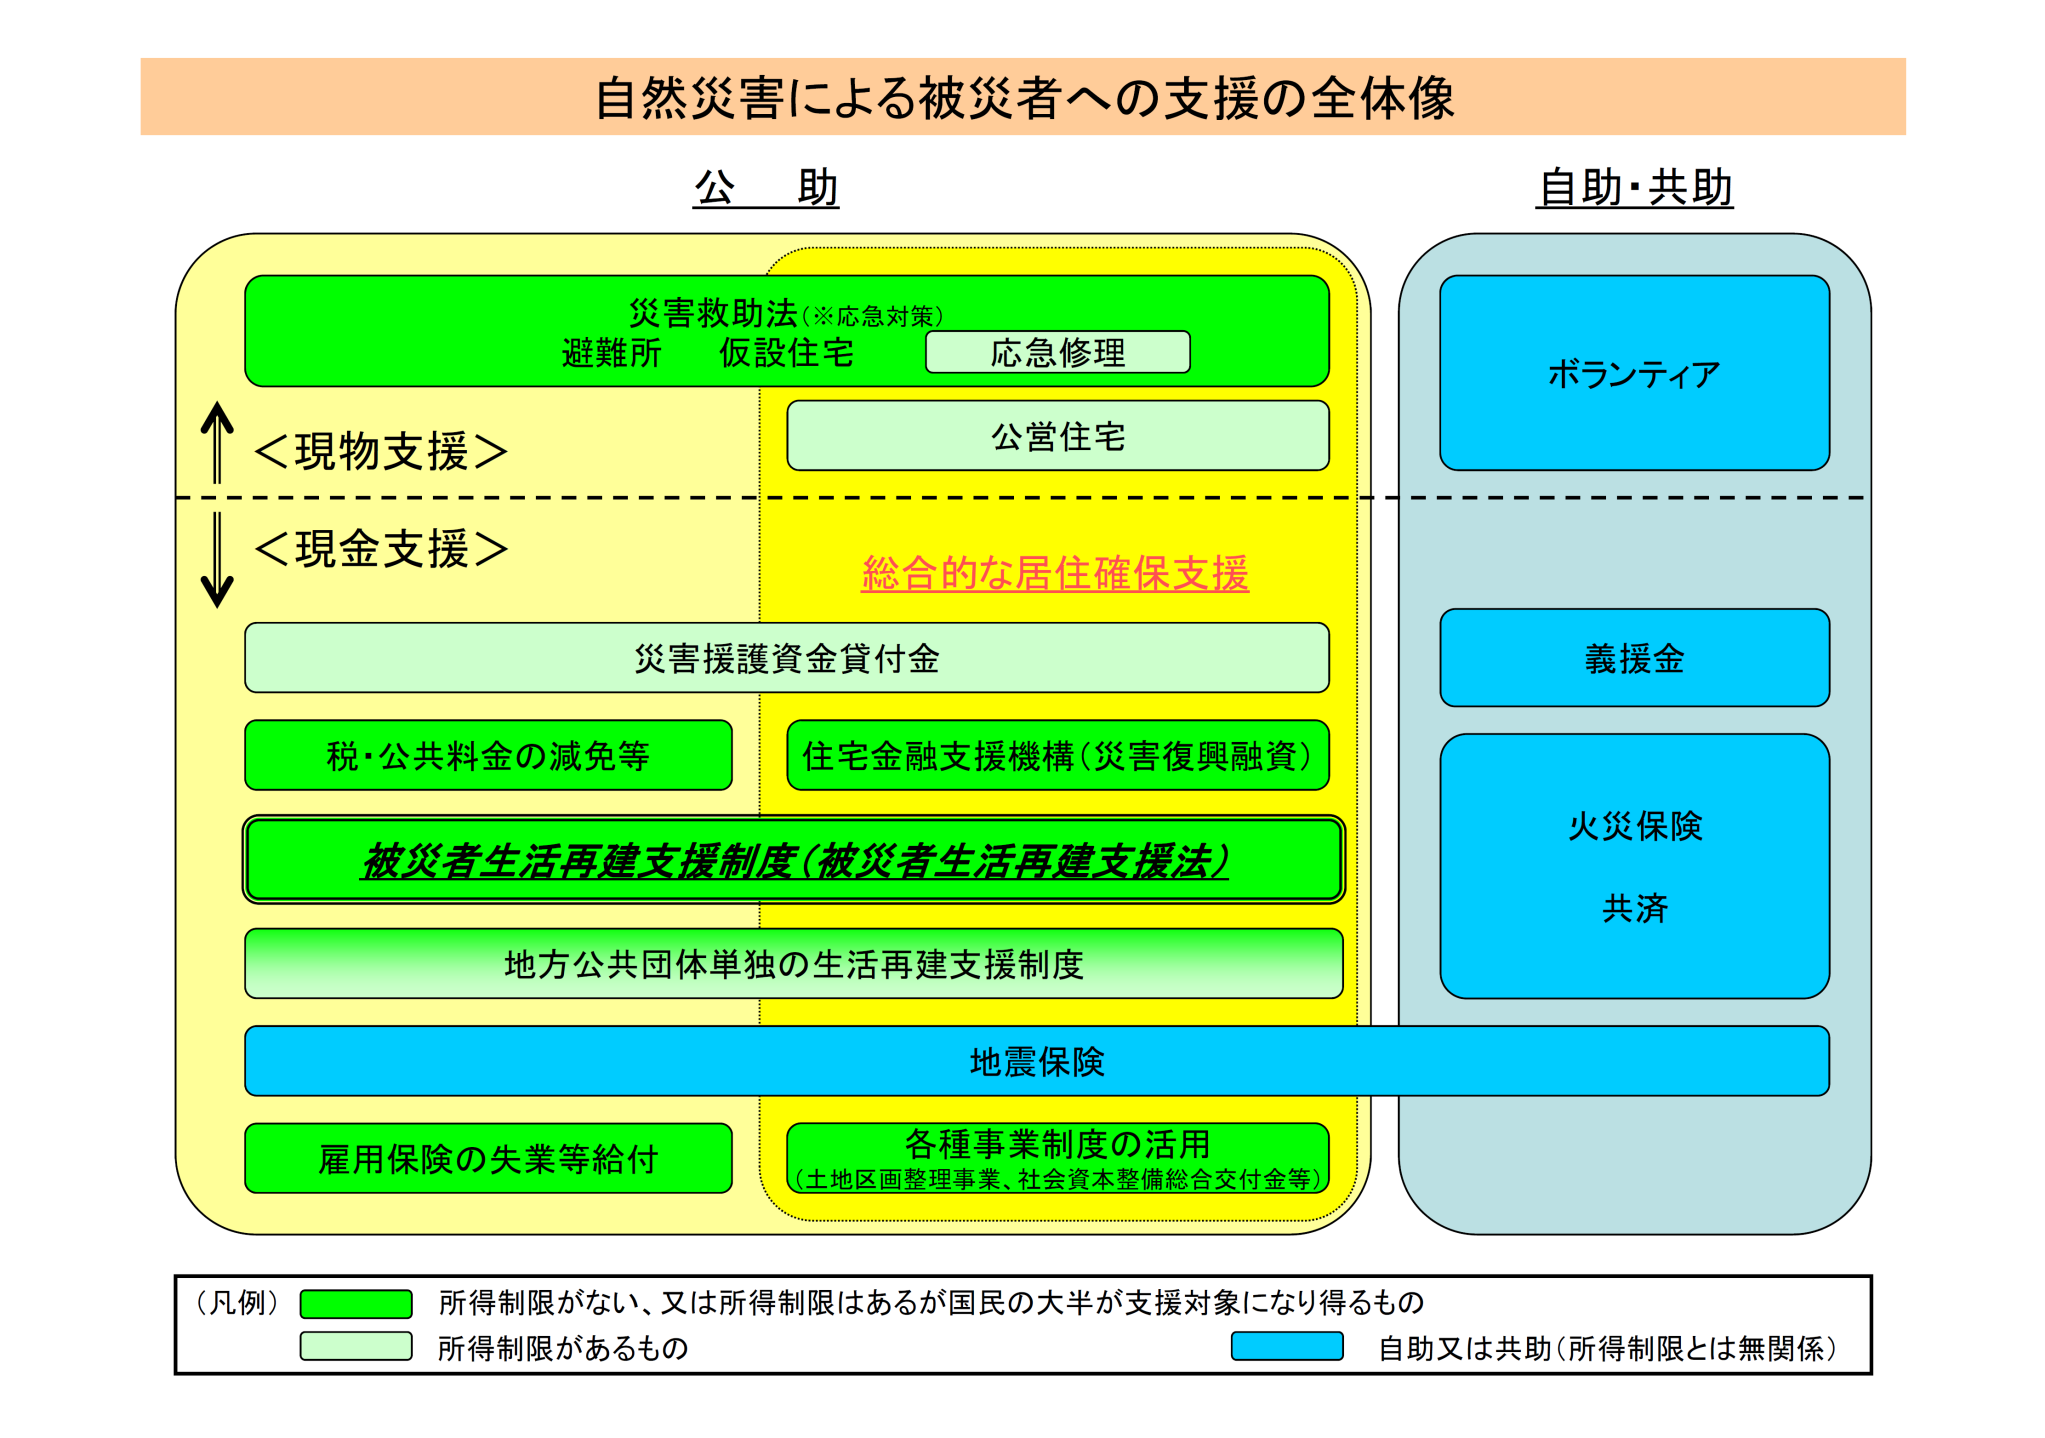 自然災害による被災者への支援の全体像
公　助
自助・共助
災害救助法（※応急対策）
避難所　仮設住宅　応急修理
ボランティア
公営住宅
＜現物支援＞
＜現金支援＞
総合的な居住確保支援
災害援護資金貸付金
義援金
税・公共料金の減免等
住宅金融支援機構（災害復興融資）
火災保険
共済
被災者生活再建支援制度（被災者生活再建支援法）
地方公共団体単独の生活再建支援制度
地震保険
雇用保険の失業等給付
各種事業制度の活用
（土地区画整理事業、社会資本整備総合交付金等）
（凡例）　所得制限がない、又は所得制限はあるが国民の大半が支援対象になり得るもの
所得制限があるもの
自助又は共助（所得制限とは無関係）